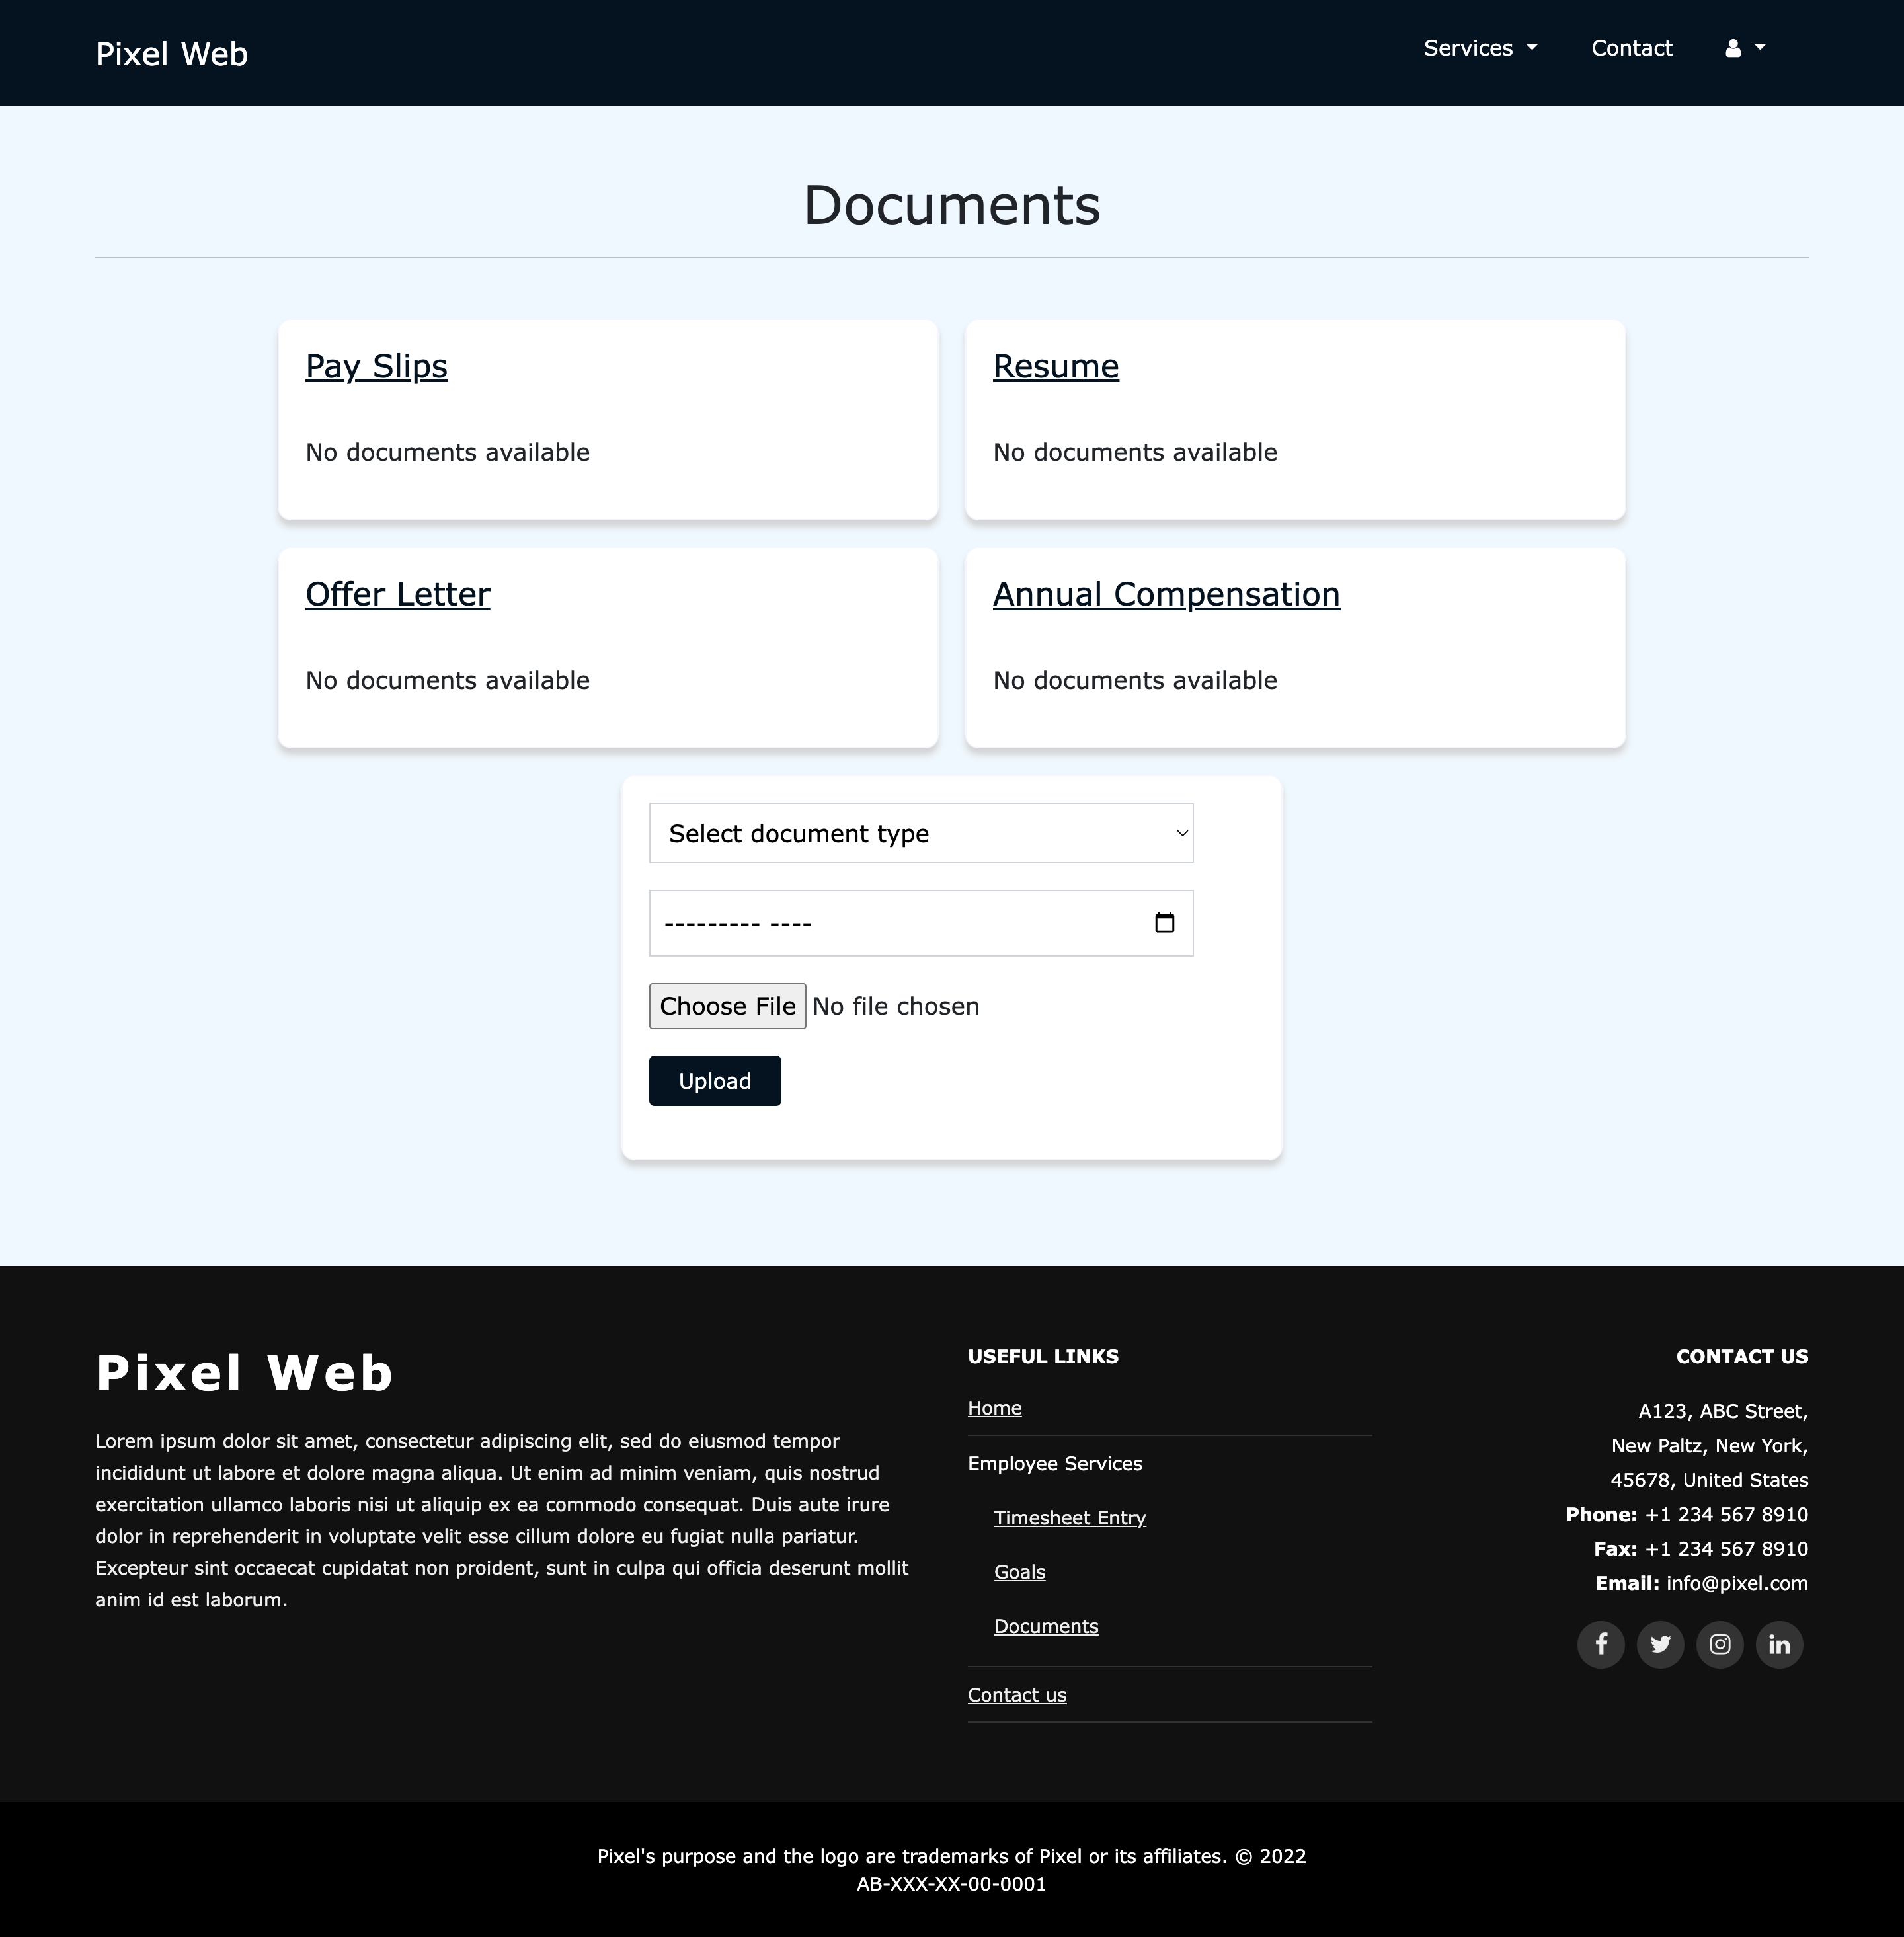 Pixel Web
Services
Contact
Documents
Pay Slips
No documents available
Resume
No documents available
Offer Letter
No documents available
Annual Compensation
No documents available
Select document type
--------- ----
Choose File No file chosen
Upload
Pixel Web
Lorem ipsum dolor sit amet, consectetur adipiscing elit, sed do eiusmod tempor
incididunt ut labore et dolore magna aliqua. Ut enim ad minim veniam, quis nostrud
exercitation ullamco laboris nisi ut aliquip ex ea commodo consequat. Duis aute irure
dolor in reprehenderit in voluptate velit esse cillum dolore eu fugiat nulla pariatur.
Excepteur sint occaecat cupidatat non proident, sunt in culpa qui officia deserunt mollit
anim id est laborum.
USEFUL LINKS
Home
Employee Services
Timesheet Entry
Goals
Documents
Contact us
CONTACT US
A123, ABC Street,
New Paltz, New York,
45678, United States
Phone: +1 234 567 8910
Fax: +1 234 567 8910
Email: info@pixel.com
Pixel's purpose and the logo are trademarks of Pixel or its affiliates. © 2022
AB-XXX-XX-00-0001